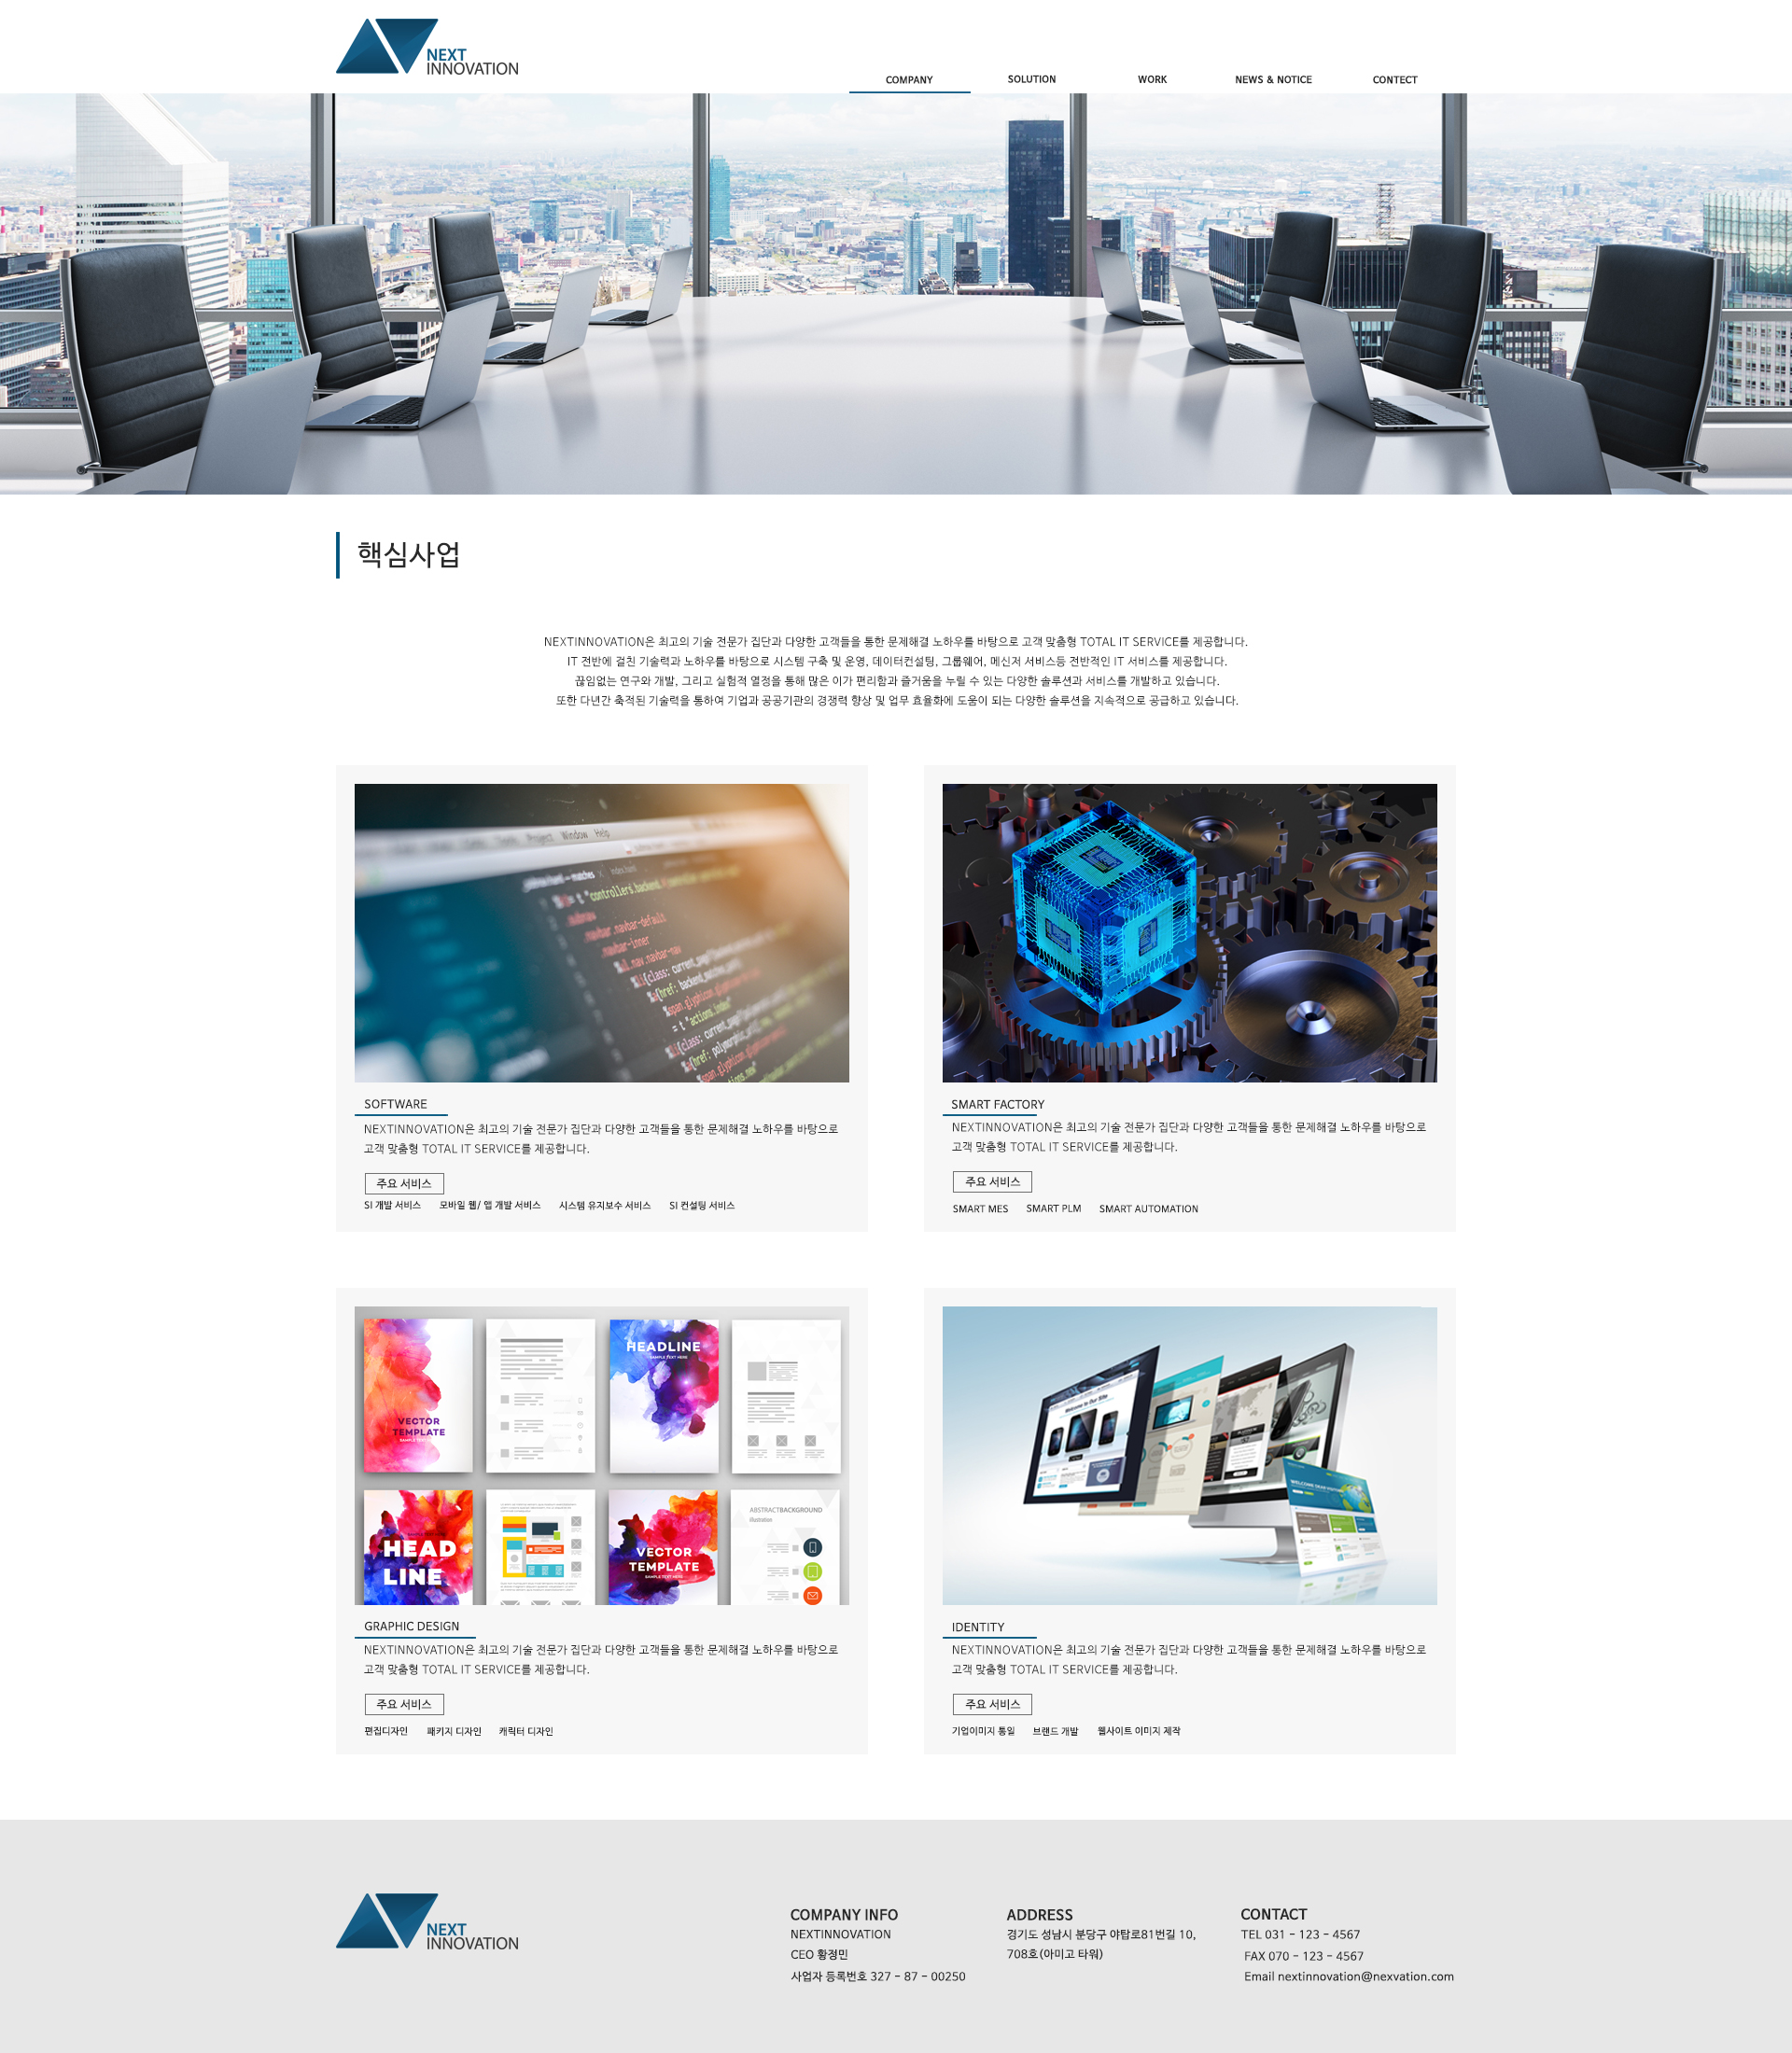 NEXT
INNOVATION
COMPANY SOLUTION WORK NEWS & NOTICE CONTECT
핵심사업
NEXTINNOVATION은 최고의 기술 전문가 집단과 다양한 고객들을 통한 문제해결 노하우를 바탕으로 고객 맞춤형 TOTAL IT SERVICE를 제공합니다.
IT 전반에 걸친 기술력과 노하우를 바탕으로 시스템 구축 및 운영, 데이터컨설팅, 그룹웨어, 메신저 서비스등 전반적인 IT 서비스를 제공합니다.
끊임없는 연구와 개발, 그리고 실험적 열정을 통해 많은 이가 편리함과 즐거움을 누릴 수 있는 다양한 솔루션과 서비스를 개발하고 있습니다.
또한 다년간 축적된 기술력을 통하여 기업과 공공기관의 경쟁력 향상 및 업무 효율화에 도움이 되는 다양한 솔루션을 지속적으로 공급하고 있습니다.
Project Window Help
.navbar .navbar-default
.navbar-inner
SOFTWARE
NEXTINNOVATION은 최고의 기술 전문가 집단과 다양한 고객들을 통한 문제해결 노하우를 바탕으로
고객 맞춤형 TOTAL IT SERVICE를 제공합니다.
주요 서비스
SI 개발 서비스 모바일 웹/ 앱 개발 서비스 시스템 유지보수 서비스 SI 컨설팅 서비스
SMART FACTORY
NEXTINNOVATION은 최고의 기술 전문가 집단과 다양한 고객들을 통한 문제해결 노하우를 바탕으로
고객 맞춤형 TOTAL IT SERVICE를 제공합니다.
주요 서비스
SMART MES SMART PLM SMART AUTOMATION
VECTOR
TEMPLATE
HEADLINE
SAMPLE TEXT HERE
HEAD
LINE
VECTOR
TEMPLATE
SAMPLE TEXT HERE
ABSTRACTBACKGROUND
illustration
GRAPHIC DESIGN
NEXTINNOVATION은 최고의 기술 전문가 집단과 다양한 고객들을 통한 문제해결 노하우를 바탕으로
고객 맞춤형 TOTAL IT SERVICE를 제공합니다.
주요 서비스
편집디자인 패키지 디자인 캐릭터 디자인
Welcome to Our Site
IDENTITY
NEXTINNOVATION은 최고의 기술 전문가 집단과 다양한 고객들을 통한 문제해결 노하우를 바탕으로
고객 맞춤형 TOTAL IT SERVICE를 제공합니다.
주요 서비스
기업이미지 통일 브랜드 개발 웹사이트 이미지 제작
NEXT
INNOVATION
COMPANY INFO
NEXTINNOVATION
CEO 황정민
사업자 등록번호 327 - 87 - 00250
ADDRESS
경기도 성남시 분당구 야탑로81번길 10,
708호(아미고 타워)
CONTACT
TEL 031 - 123 - 4567
FAX 070 - 123 - 4567
Email nextinnovation@nexvation.com